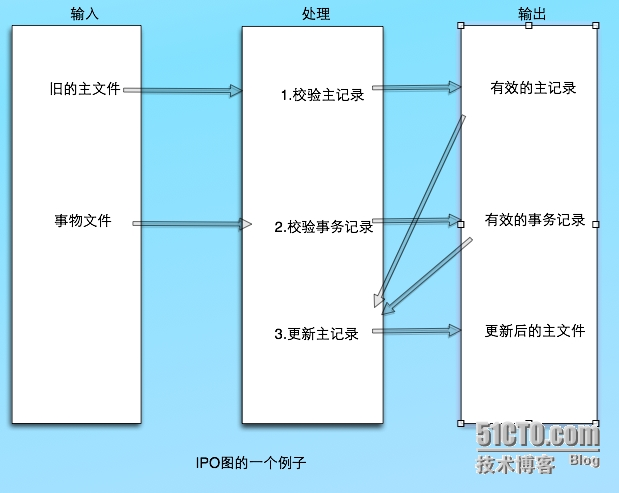 输入 处理 输出
旧的主文件 1.校验主记录 有效的主记录
事物文件 2.校验事务记录 有效的事务记录
3.更新主记录 更新后的主文件
51CTO.com
技术博客 Blog
IPO图的一个例子